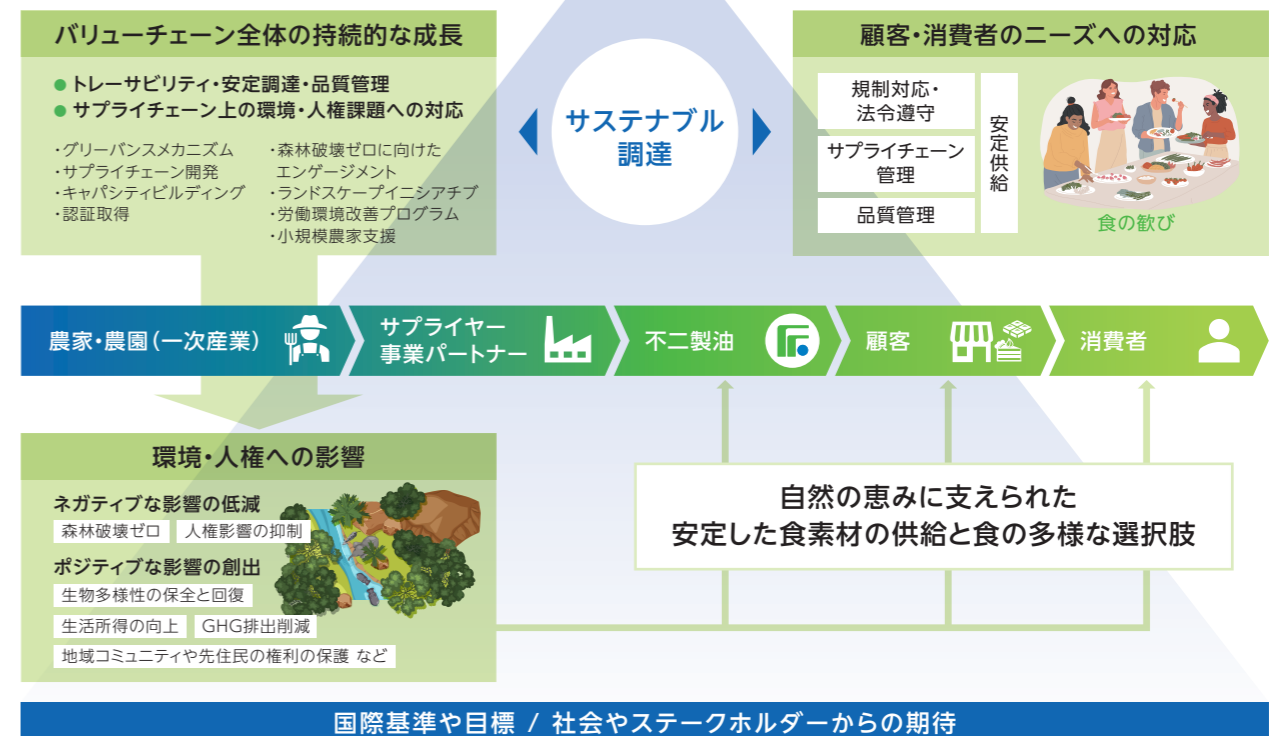 バリューチェーン全体の持続的な成長
● トレーサビリティ・安定調達・品質管理
● サプライチェーン上の環境・人権課題への対応
・グリーバンスメカニズム
・サプライチェーン開発
・キャパシティビルディング
・認証取得
・森林破壊ゼロに向けた
エンゲージメント
・ランドスケープイニシアチブ
・労働環境改善プログラム
・小規模農家支援
サステナブル
調達
顧客・消費者のニーズへの対応
規制対応・
法令遵守
サプライチェーン
管理
品質管理
安定供給
食の歓び
農家・農園(一次産業)
サプライヤー
事業パートナー
不二製油
顧客
消費者
環境・人権への影響
ネガティブな影響の低減
森林破壊ゼロ 人権影響の抑制
ポジティブな影響の創出
生物多様性の保全と回復
生活所得の向上 GHG排出削減
地域コミュニティや先住民の権利の保護 など
自然の恵みに支えられた
安定した食素材の供給と食の多様な選択肢
国際基準や目標 / 社会やステークホルダーからの期待